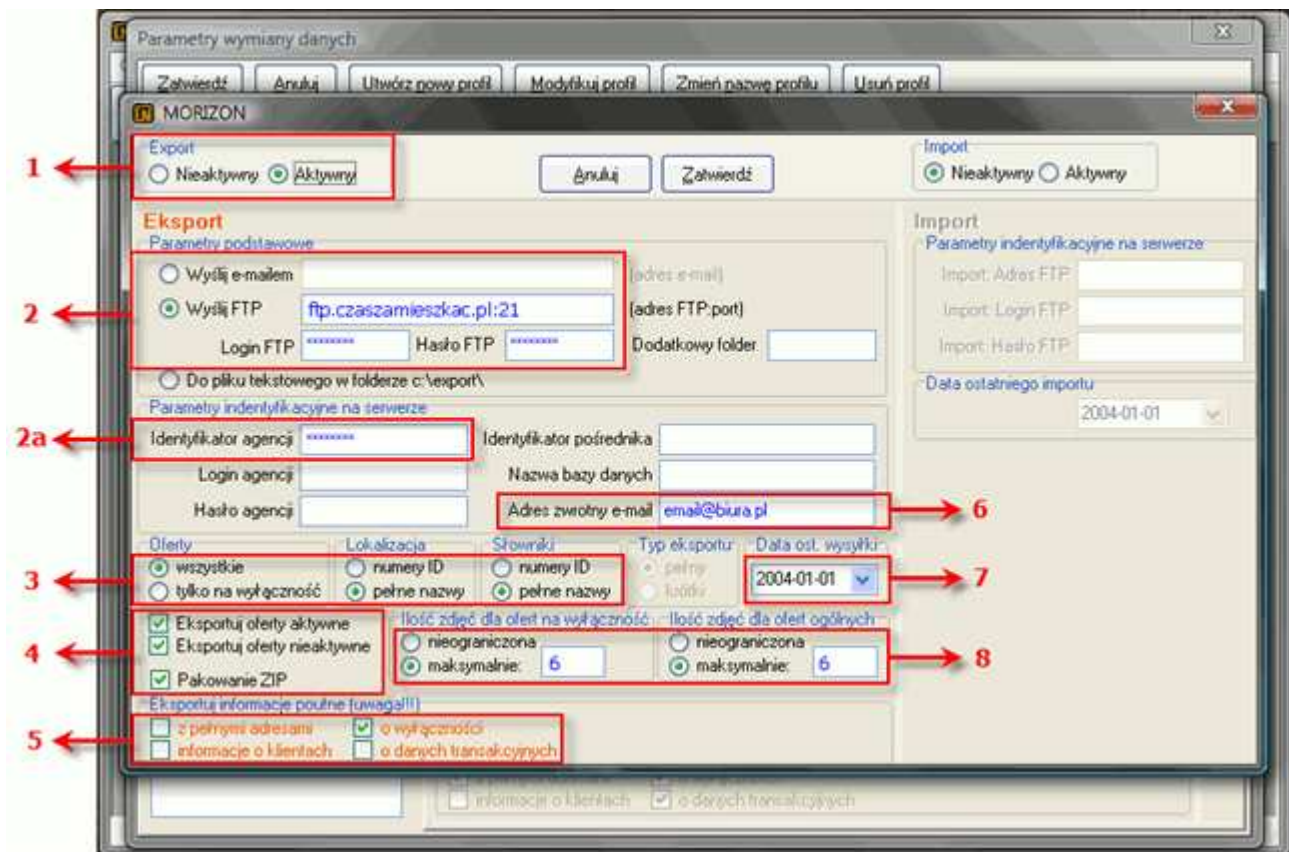 Parametry wymiany danych
Zatwierdź Anuluj Utwórz nowy profil Modyfikuj profil Zmień nazwę profilu Usuń profil
MORIZON
1 Export Import
Nieaktywny Aktywny Anuluj Zatwierdź Nieaktywny Aktywny
Eksport Import
Parametry podstawowe Parametry indentyfikacyjne na serwerze
Wyślij e-mailem (adres e-mail) Import: Adres FTP
2 Wyślij FTP ftp.czaszamieszkac.pl:21 (adres FTP:port) Import: Login FTP
Login FTP ******** Hasło FTP ******** Dodatkowy folder Import: Hasło FTP
Do pliku tekstowego w folderze c:\export\ Data ostatniego importu
Parametry indentyfikacyjne na serwerze 2004-01-01
2a Identyfikator agencji ******** Identyfikator pośrednika
Login agencji Nazwa bazy danych
Hasło agencji Adres zwrotny e-mail email@biura.pl 6
Oferty Lokalizacja Słowniki Typ eksportu Data ost. wysyłki
3 wszystkie numery ID numery ID pełny 2004-01-01 7
tylko na wyłączność pełne nazwy pełne nazwy krótki
Eksportuj oferty aktywne Ilość zdjęć dla ofert na wyłączność Ilość zdjęć dla ofert ogólnych
4 Eksportuj oferty nieaktywne nieograniczona nieograniczona
maksymalnie: 6 maksymalnie: 6 8
Pakowanie ZIP
Eksportuj informacje poufne (uwaga!!!)
5 z pełnymi adresami o wyłączności
informacje o klientach o danych transakcyjnych
informacje o klientach o danych transakcyjnych